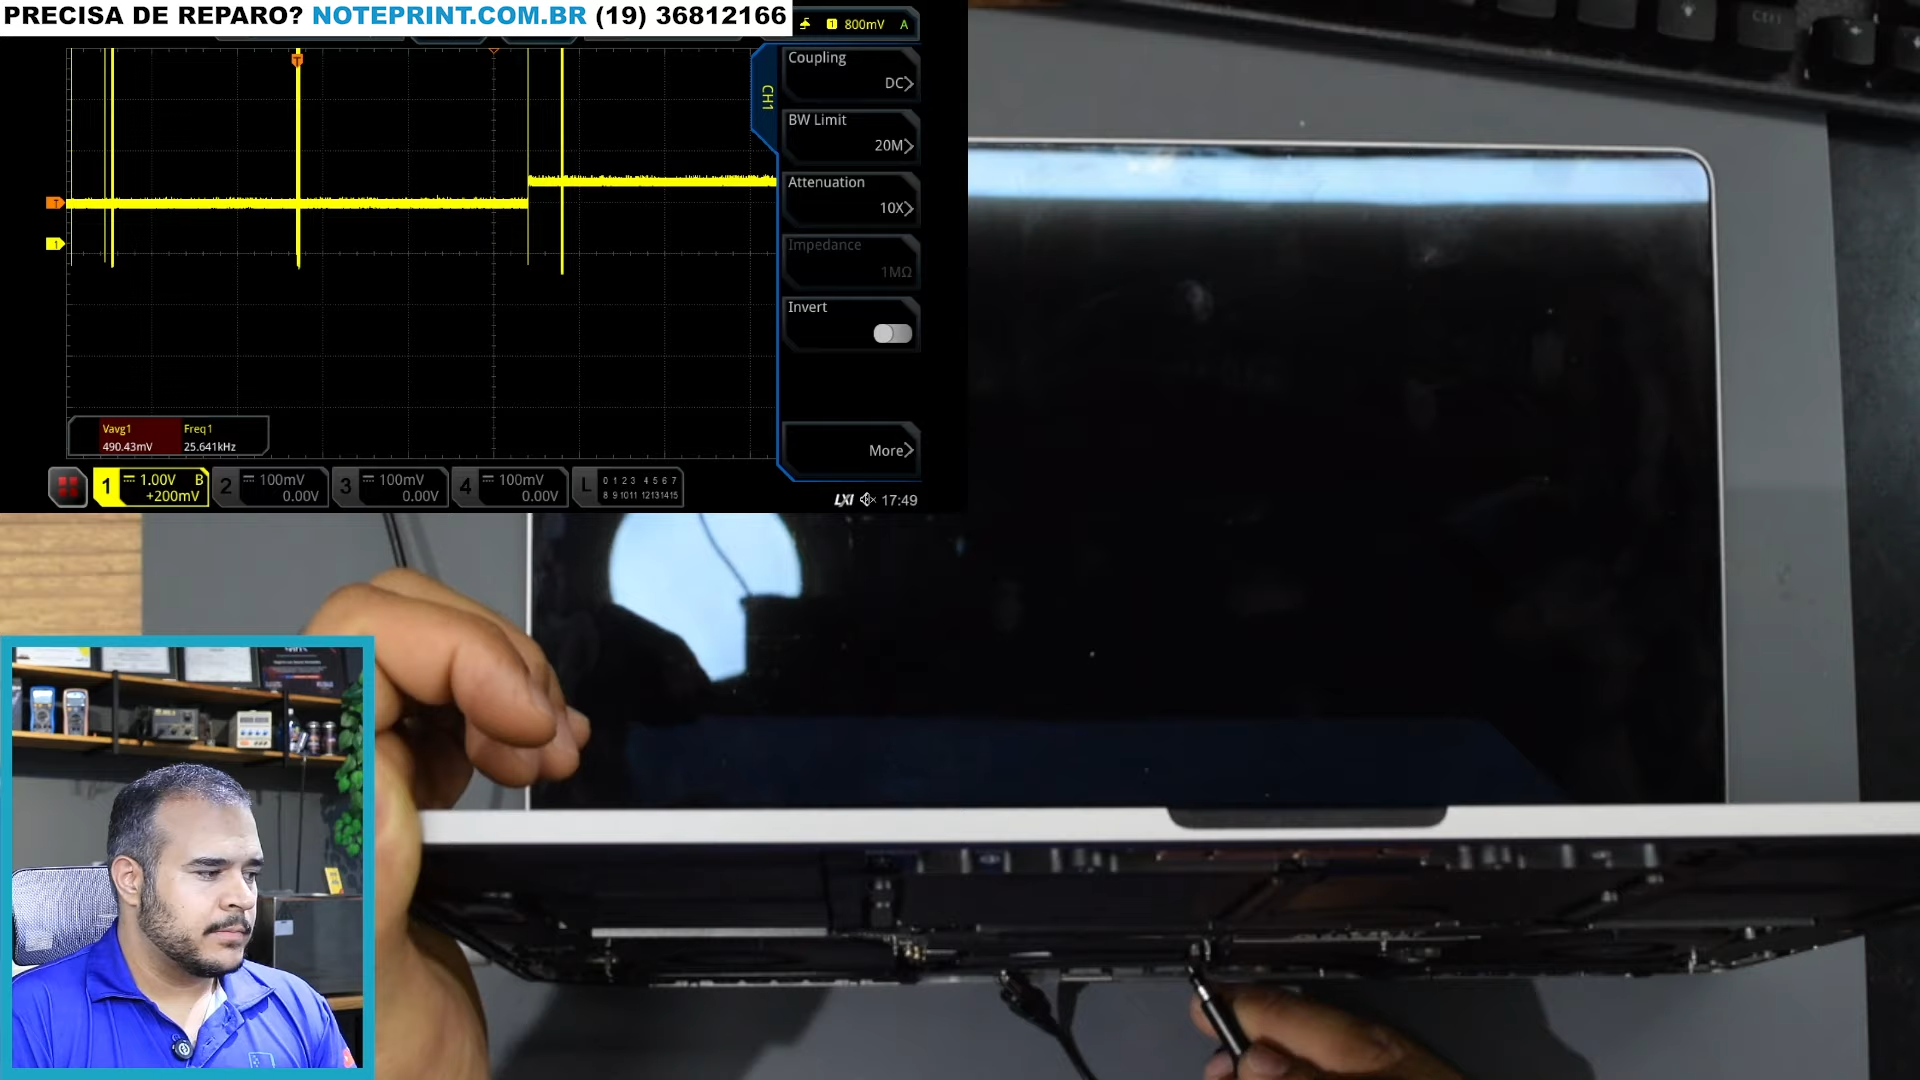 PRECISA DE REPARO? NOTEPRINT.COM.BR (19) 36812166
1 800mV A
Coupling
DC
CH1
BW Limit
20M
Attenuation
10X
Impedance
1MΩ
Invert
More
T
T
1
Vavg1 Freq1
490.43mV 25.641kHz
1 1.00V B
+200mV
2 100mV
0.00V
3 100mV
0.00V
4 100mV
0.00V
L 0 1 2 3 4 5 6 7
8 9 10 11 12 13 14 15
LXI 17:49